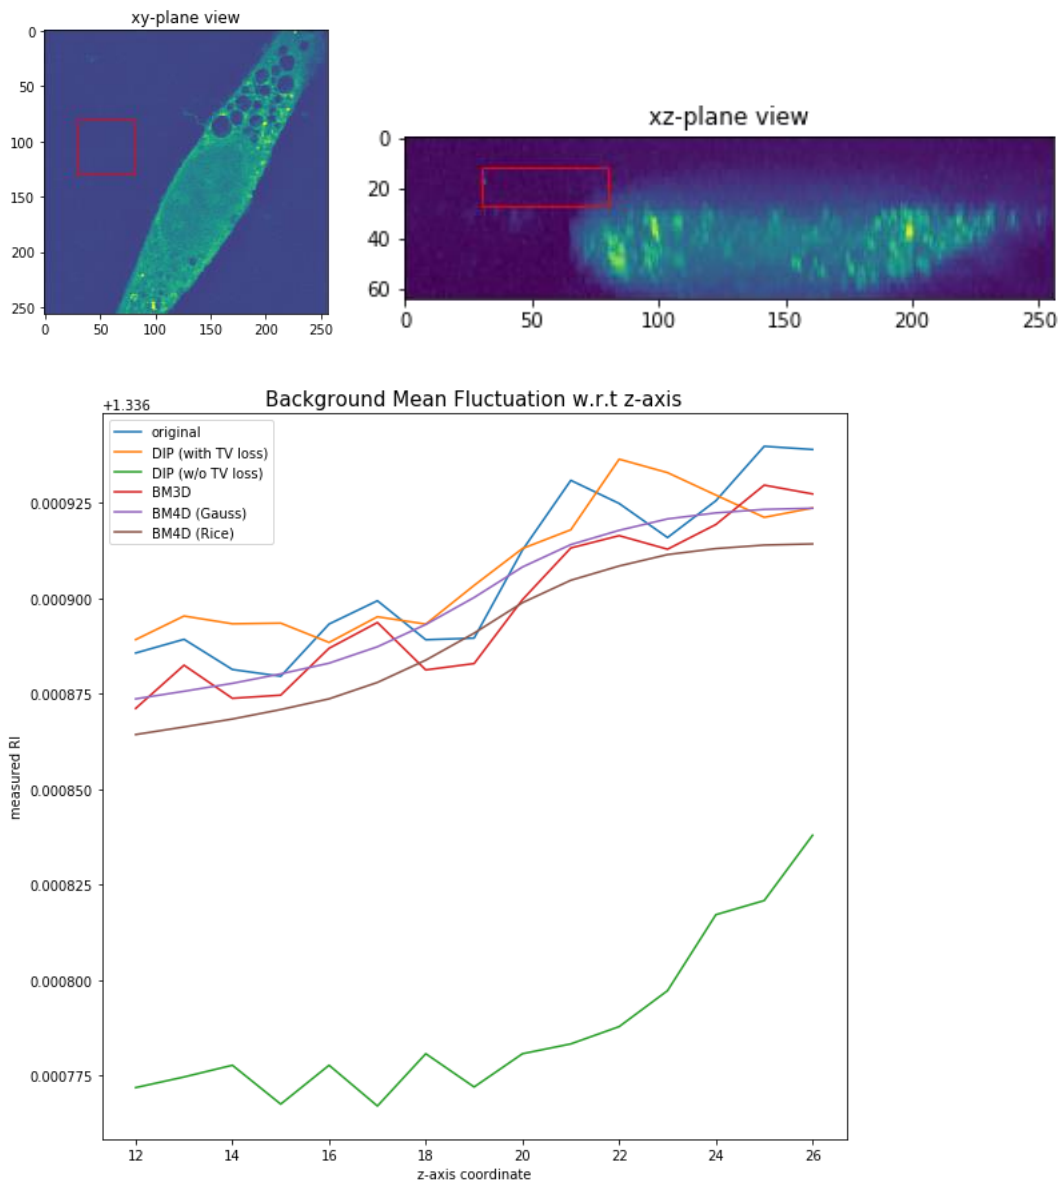 xy-plane view
0
50
100
150
200
250
0 50 100 150 200 250
xz-plane view
0
20
40
60
0 50 100 150 200 250
Background Mean Fluctuation w.r.t z-axis
+1.336
original
DIP (with TV loss)
DIP (w/o TV loss)
BM3D
BM4D (Gauss)
BM4D (Rice)
0.000925
0.000900
0.000875
0.000850
0.000825
0.000800
0.000775
measured RI
12 14 16 18 20 22 24 26
z-axis coordinate